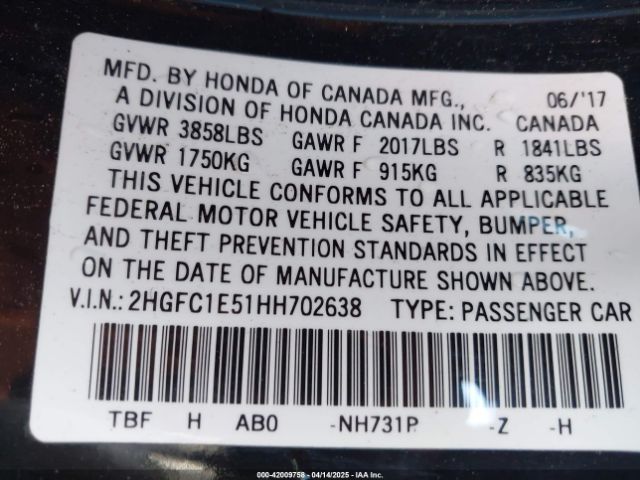 MFD. BY HONDA OF CANADA MFG., 06/'17
A DIVISION OF HONDA CANADA INC. CANADA
GVWR 3858LBS GAWR F 2017LBS R 1841LBS
GVWR 1750KG GAWR F 915KG R 835KG
THIS VEHICLE CONFORMS TO ALL APPLICABLE
FEDERAL MOTOR VEHICLE SAFETY, BUMPER,
AND THEFT PREVENTION STANDARDS IN EFFECT
ON THE DATE OF MANUFACTURE SHOWN ABOVE.
V.I.N.: 2HGFC1E51HH702638 TYPE: PASSENGER CAR
TBF H AB0 -NH731P -Z -H
000-42009758 - 04/14/2025 - IAA Inc.